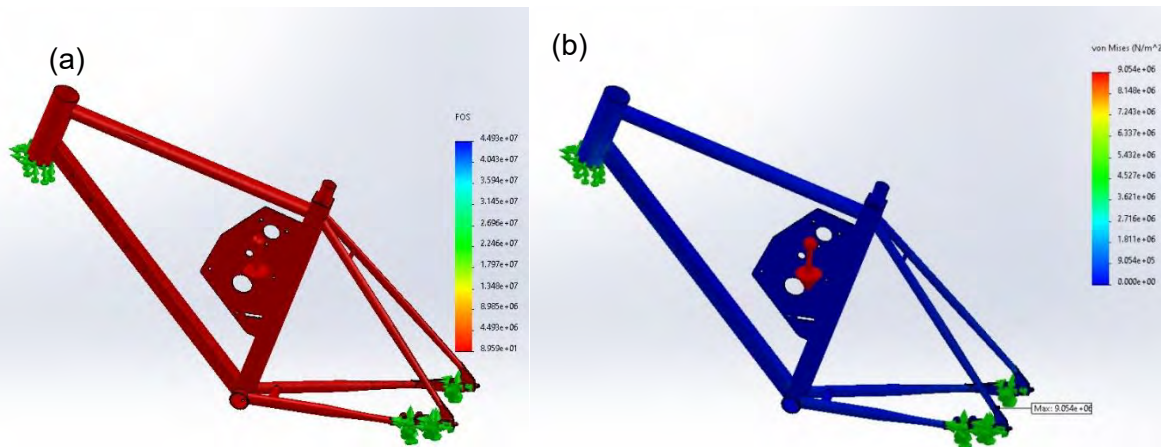 (a)
FOS
4.493e+07
4.043e+07
3.594e+07
3.145e+07
2.696e+07
2.246e+07
1.797e+07
1.348e+07
8.985e+06
4.493e+06
8.959e+01
(b)
von Mises (N/m^2
9.054e+06
8.148e+06
7.243e+06
6.337e+06
5.432e+06
4.527e+06
3.621e+06
2.716e+06
1.811e+06
9.054e+05
0.000e+00
Max: 9.054e+06